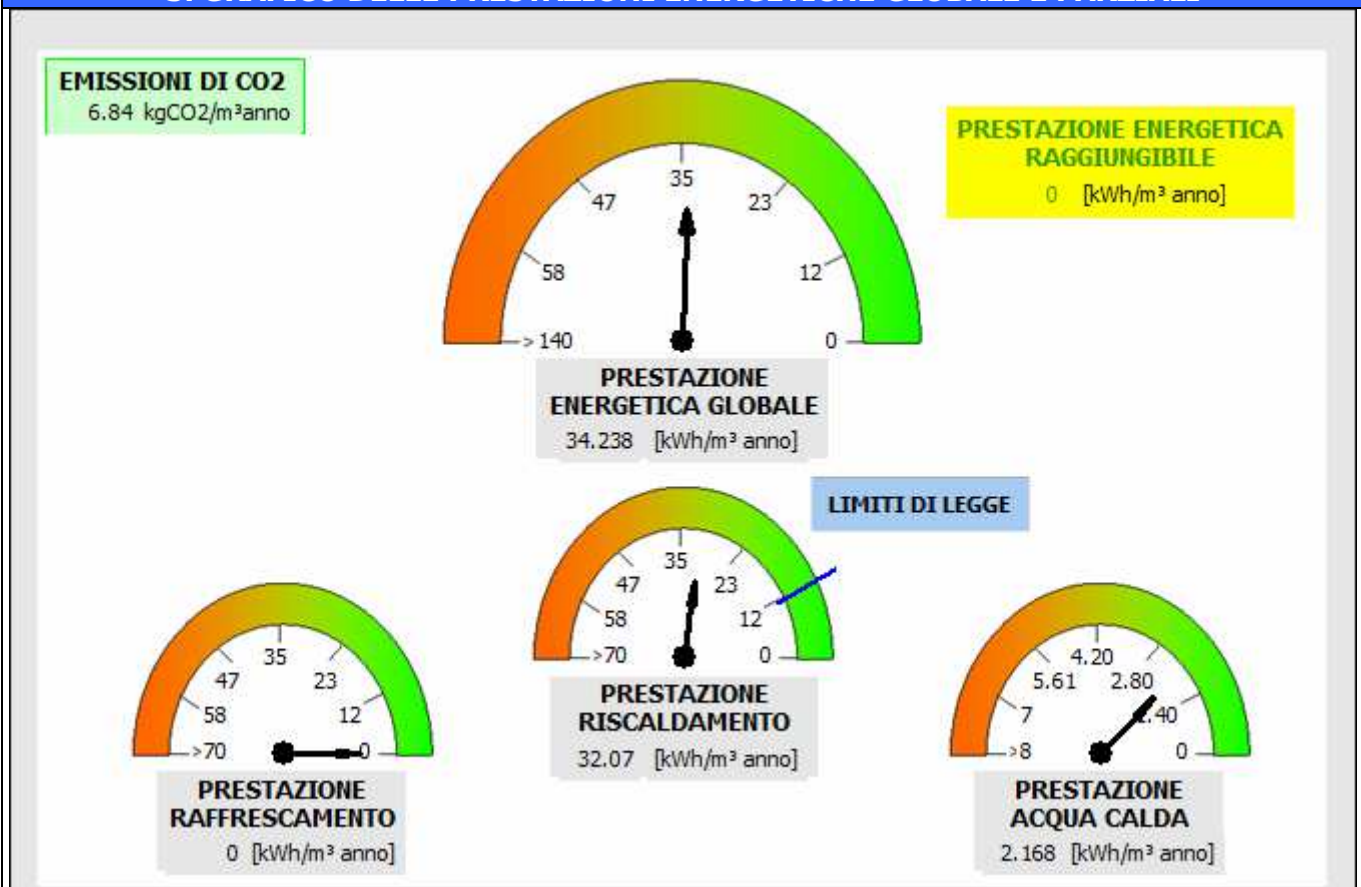 EMISSIONI DI CO2
6.84 kgCO2/m³anno
PRESTAZIONE ENERGETICA
RAGGIUNGIBILE
0 [kWh/m³ anno]
35
47
23
58
12
> 140
0
PRESTAZIONE
ENERGETICA GLOBALE
34.238 [kWh/m³ anno]
LIMITI DI LEGGE
35
47
23
58
12
>70
0
PRESTAZIONE
RISCALDAMENTO
32.07 [kWh/m³ anno]
35
47
23
58
12
>70
0
PRESTAZIONE
RAFFRESCAMENTO
0 [kWh/m³ anno]
4.20
5.61
2.80
7
>8
0
PRESTAZIONE
ACQUA CALDA
2.168 [kWh/m³ anno]